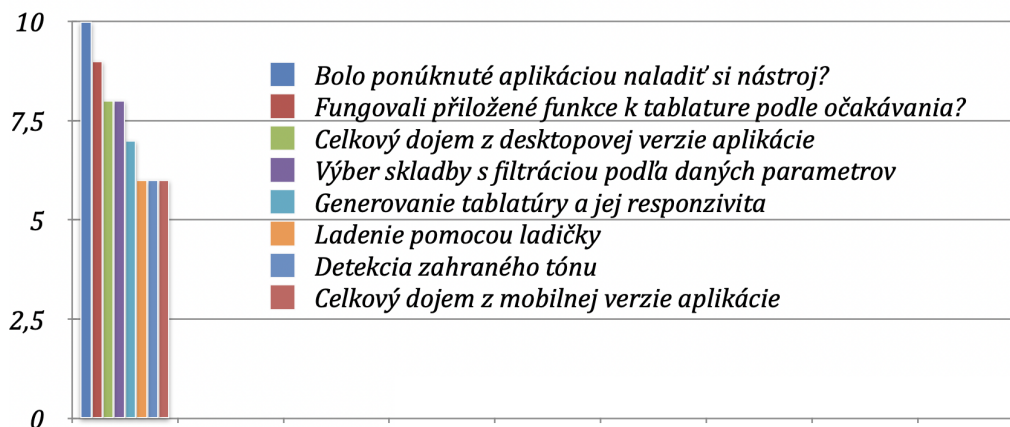 10
7,5
5
2,5
0
Bolo ponúknuté aplikáciou naladiť si nástroj?
Fungovali přiložené funkce k tablature podle očakávania?
Celkový dojem z desktopovej verzie aplikácie
Výber skladby s filtráciou podľa daných parametrov
Generovanie tablatúry a jej responzivita
Ladenie pomocou ladičky
Detekcia zahraného tónu
Celkový dojem z mobilnej verzie aplikácie